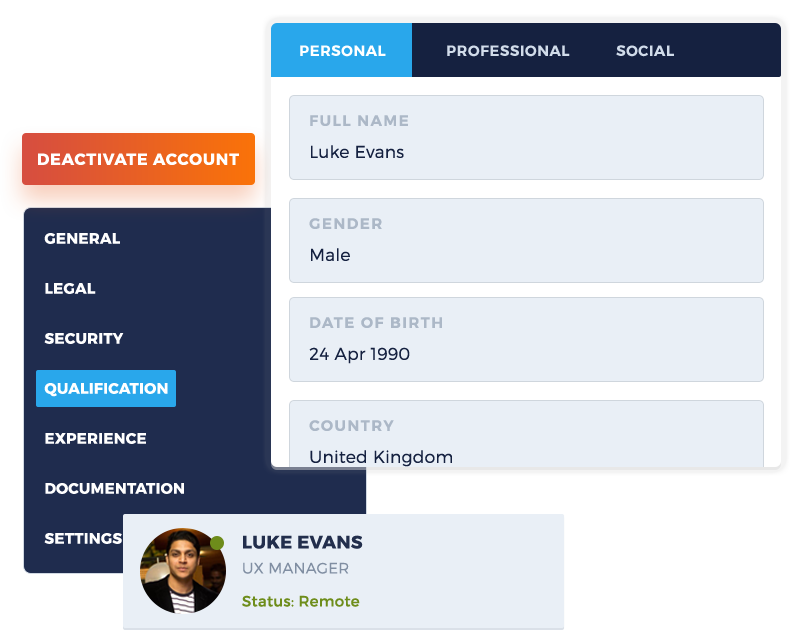 PERSONAL PROFESSIONAL SOCIAL
FULL NAME
Luke Evans
GENDER
Male
DATE OF BIRTH
24 Apr 1990
COUNTRY
United Kingdom
DEACTIVATE ACCOUNT
GENERAL
LEGAL
SECURITY
QUALIFICATION
EXPERIENCE
DOCUMENTATION
SETTINGS
LUKE EVANS
UX MANAGER
Status: Remote